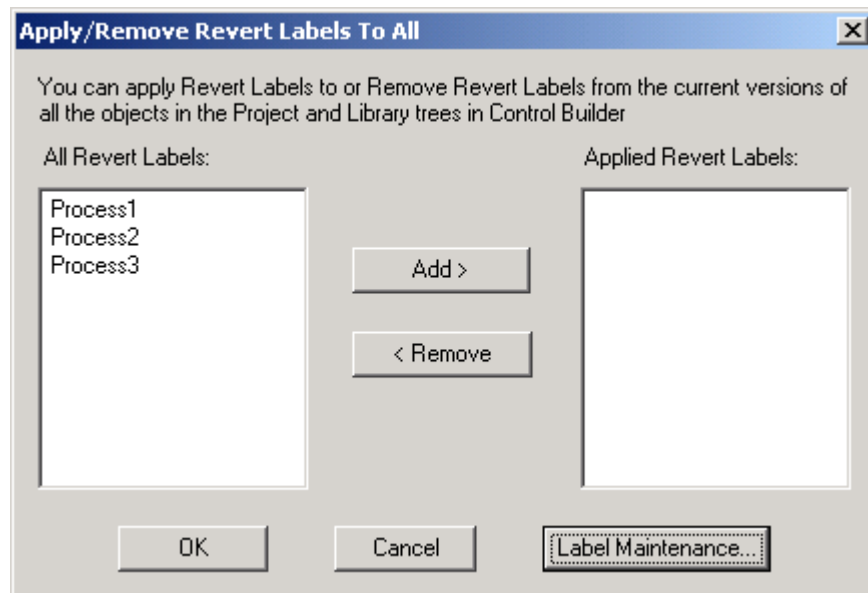 Apply/Remove Revert Labels To All
You can apply Revert Labels to or Remove Revert Labels from the current versions of
all the objects in the Project and Library trees in Control Builder
All Revert Labels:
Applied Revert Labels:
Process1
Process2
Process3
Add >
< Remove
OK
Cancel
Label Maintenance...